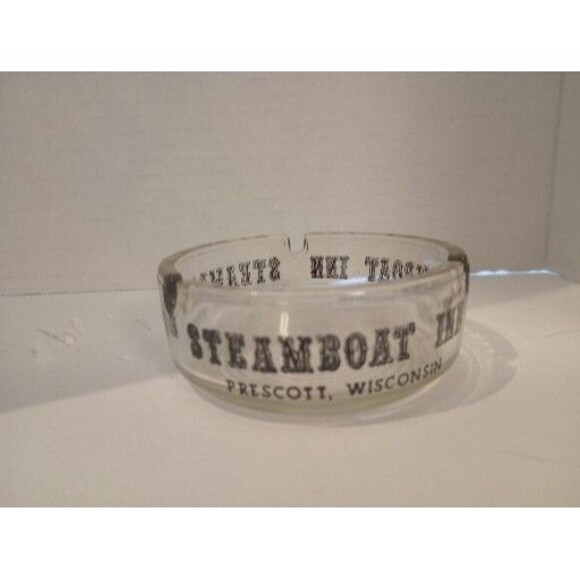 STEAMBOAT INN
PRESCOTT, WISCONSIN